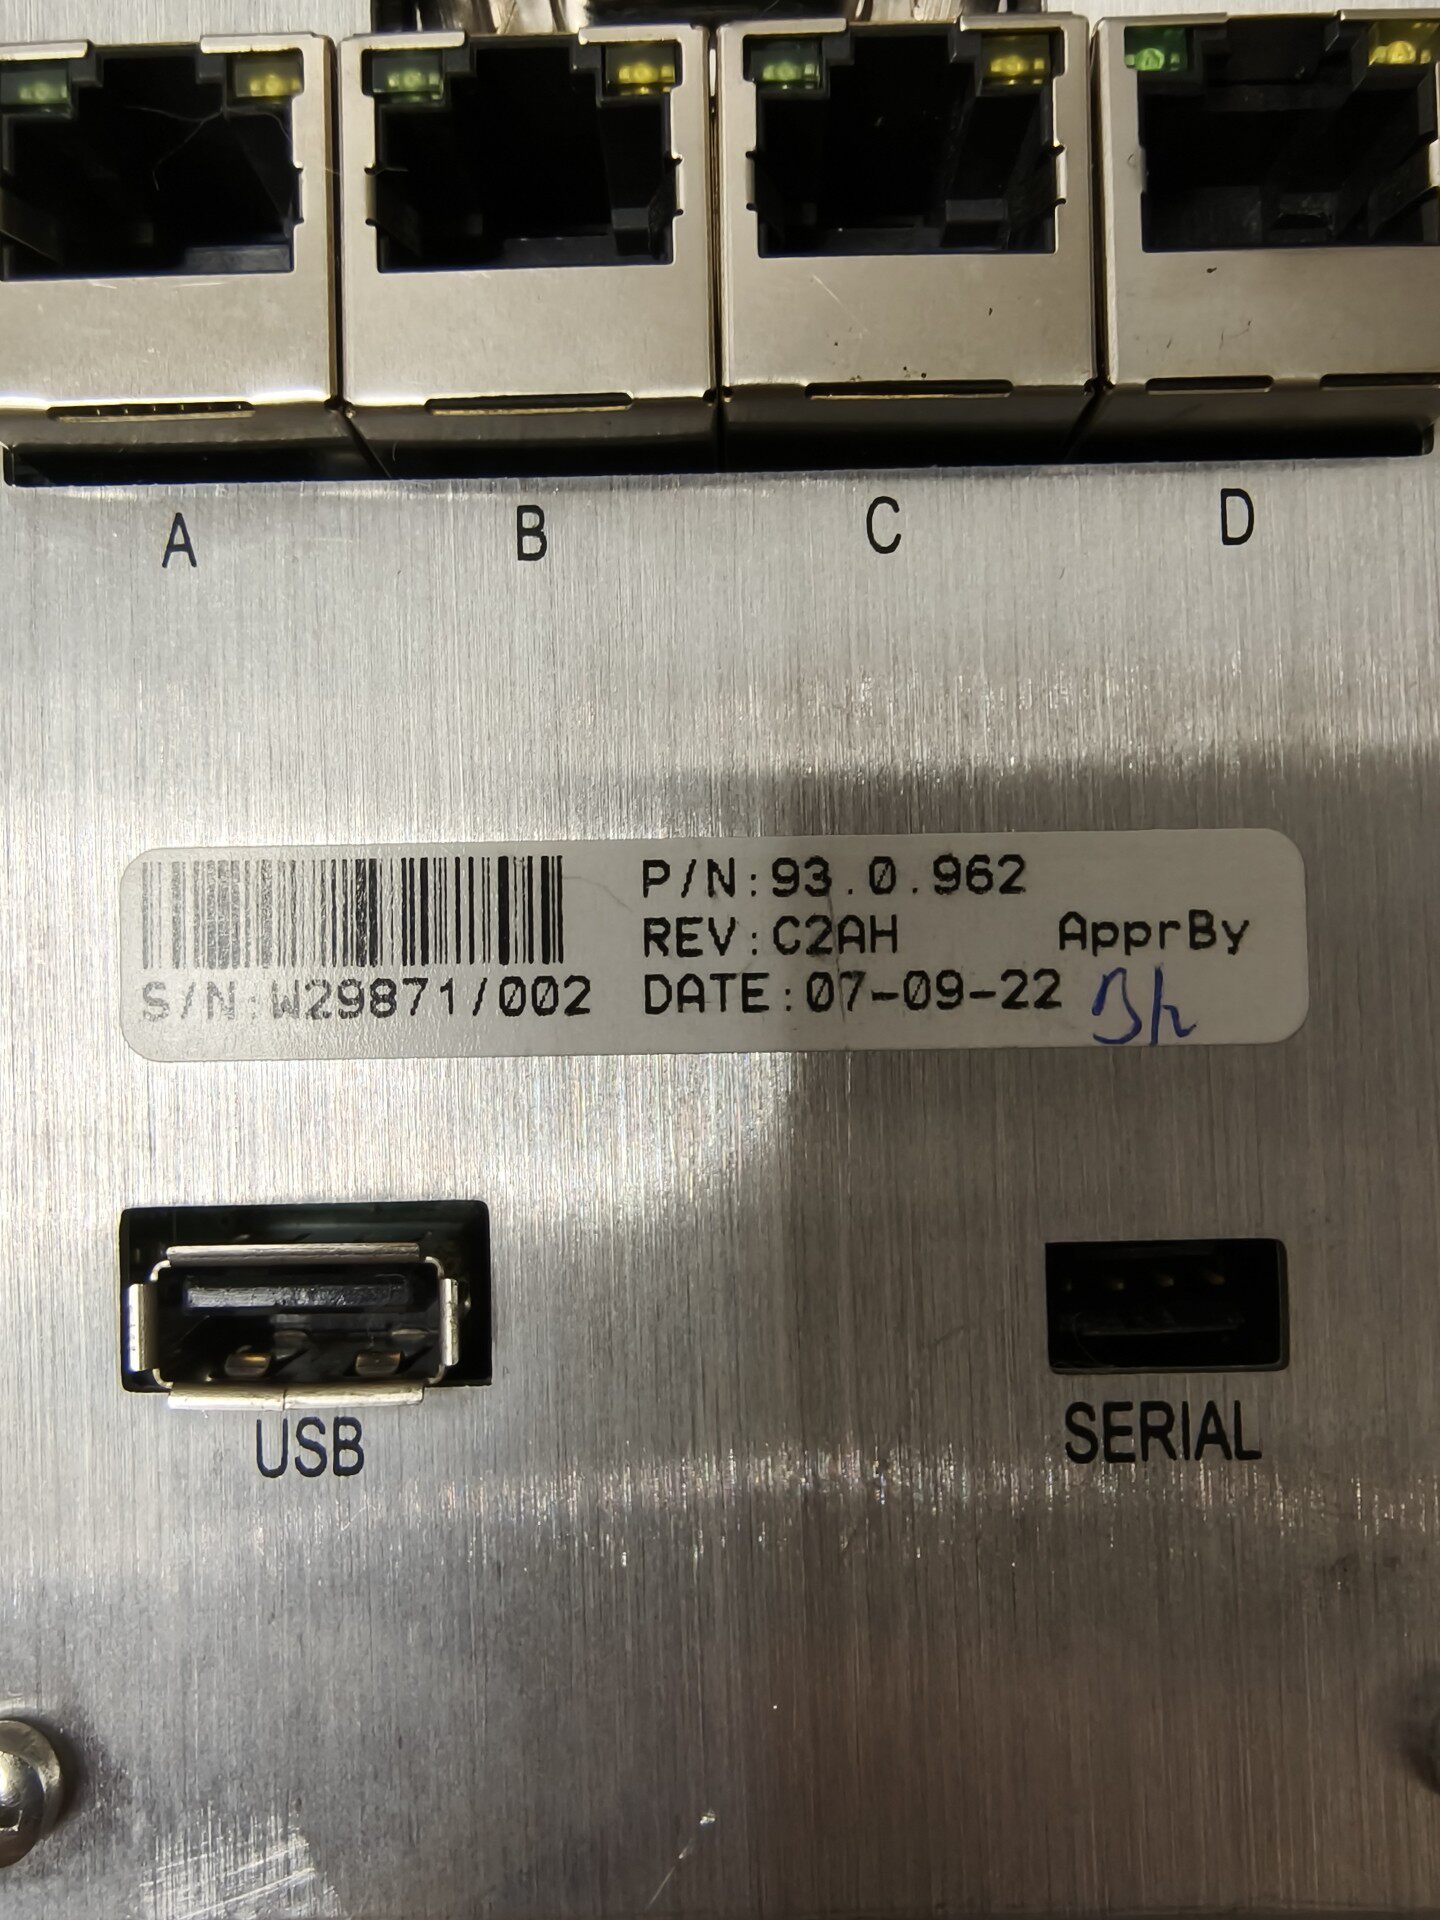 A B C D
P/N:93.0.962
REV:C2AH ApprBy
S/N:W29871/002 DATE:07-09-22
USB
SERIAL